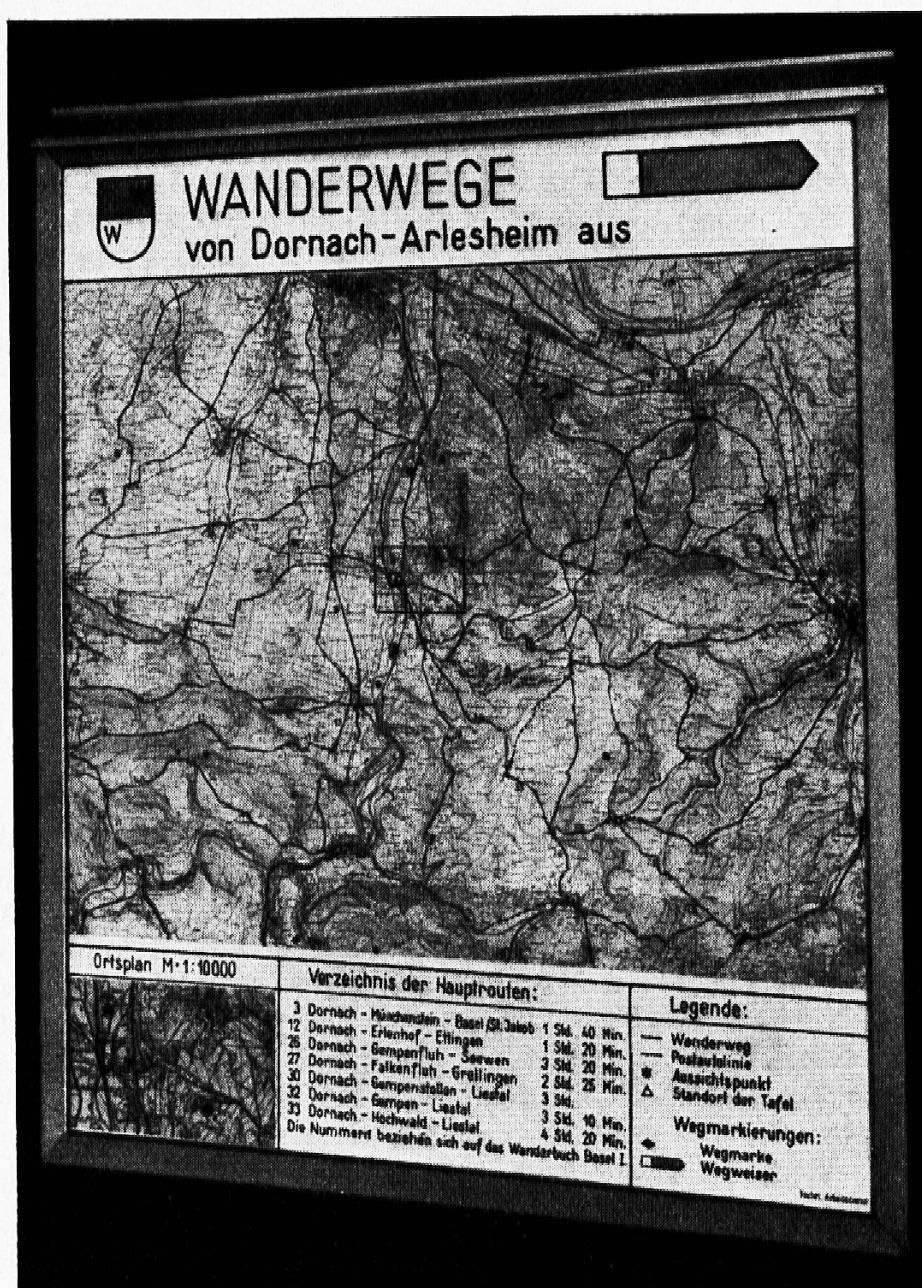 W
WANDERWEGE
von Dornach-Arlesheim aus
Ortsplan M·1:10000
Verzeichnis der Hauptrouten:
3 Dornach - Münchenstein - Basel/St. Jakob 1 Std. 40 Min.
12 Dornach - Erlenhof - Ettingen 1 Std. 20 Min.
26 Dornach - Gempenfluh - Seewen 3 Std. 20 Min.
27 Dornach - Falkenfluh - Grellingen 2 Std. 25 Min.
30 Dornach - Gempenstollen - Liestal 3 Std.
32 Dornach - Gempen - Liestal 3 Std. 10 Min.
33 Dornach - Hochwald - Liestal 4 Std. 20 Min.
Die Nummern beziehen sich auf das Wanderbuch Basel I.
Legende:
Wanderweg
Postautolinie
Aussichtspunkt
Standort der Tafel
Wegmarkierungen:
Wegmarke
Wegweiser